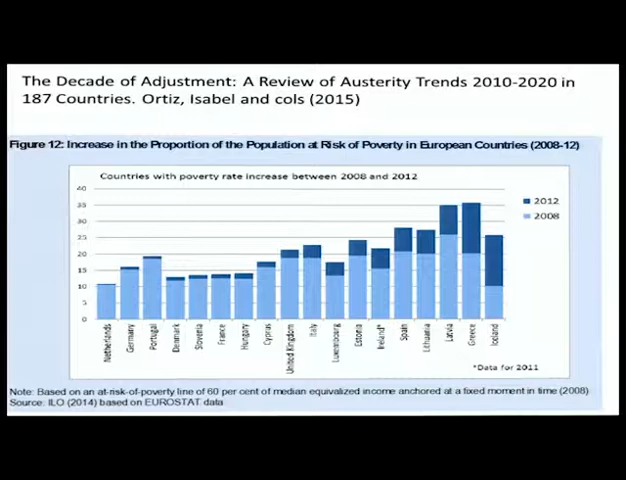 The Decade of Adjustment: A Review of Austerity Trends 2010-2020 in
187 Countries. Ortiz, Isabel and cols (2015)
Figure 12: Increase in the Proportion of the Population at Risk of Poverty in European Countries (2008-12)
Countries with poverty rate increase between 2008 and 2012
40
35
30
25
20
15
10
5
0
2012
2008
Netherlands
Germany
Portugal
Denmark
Slovenia
France
Hungary
Cyprus
United Kingdom
Italy
Luxembourg
Estonia
Ireland*
Spain
Lithuania
Latvia
Greece
Iceland
*Data for 2011
Note: Based on an at-risk-of-poverty line of 60 per cent of median equivalized income anchored at a fixed moment in time (2008)
Source: ILO (2014) based on EUROSTAT data